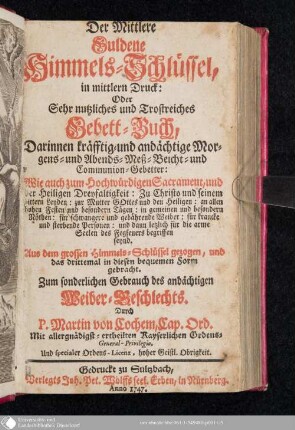 Der Mittlere
Guldene
Himmels-Schlüssel,
in mittlern Druck:
Oder
Sehr nutzliches und Trostreiches
Gebett-Buch,
Darinnen kräfftig- und andächtige Mor-
gens- und Abends- Meß- Beicht- und
Communion-Gebetter:
Wie auch zum Hochwürdigen Sacrament, und
der Heiligen Dreyfaltigkeit: Zu Christo und seinem
bittern Leyden; zur Mutter GOttes und den Heiligen: an allen
hohen Festen und besondern Tägen: in gemeinen und besondern
Nöthen: für schwangere und gebährende Weiber: für krancke
und sterbende Personen: und dann letzlich für die arme
Seelen des Fegfeuers begriffen
seynd.
Aus dem grossen Himmels-Schlüssel gezogen, und
das drittemal in diesen bequemen Form
gebracht.
Zum sonderlichen Gebrauch des andächtigen
Weiber-Geschlechts.
Durch
P. Martin von Cochem, Cap. Ord.
Mit allergnädigst-ertheilten Kayserlichen Ordens-
General-Privilegio,
Und specialer Ordens-Licenz, hoher Geistl. Obrigkeit.
Gedruckt zu Sultzbach,
Verlegts Joh. Pet. Wolffs seel. Erben, in Nürnberg.
Anno 1747.